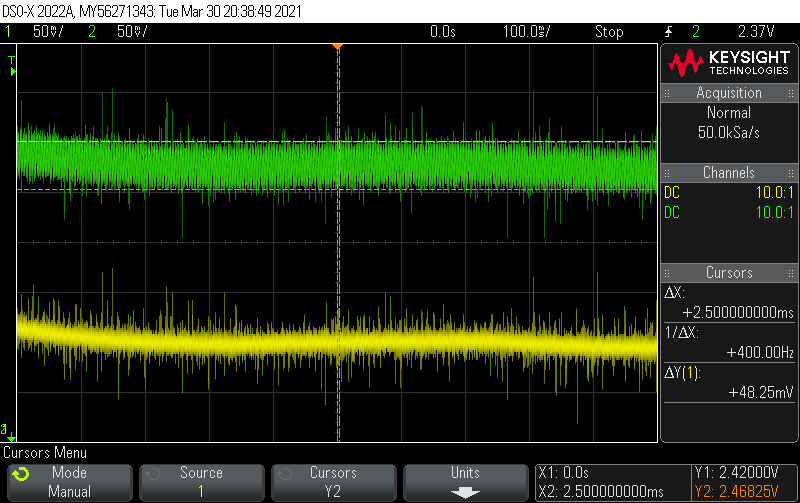 DSO-X 2022A, MY56271343: Tue Mar 30 20:38:49 2021
1 50㎷/ 2 50㎷/ 0.0s 100.0㎳/ Stop 2 2.37V
T
KEYSIGHT
TECHNOLOGIES
Acquisition
Normal
50.0kSa/s
Channels
DC 10.0:1
DC 10.0:1
Cursors
ΔX:
+2.500000000ms
1/ΔX:
+400.00Hz
ΔY(1):
+48.25mV
Cursors Menu
Mode
Manual
Source
1
Cursors
Y2
Units
X1: 0.0s
X2: 2.500000000ms
Y1: 2.42000V
Y2: 2.46825V